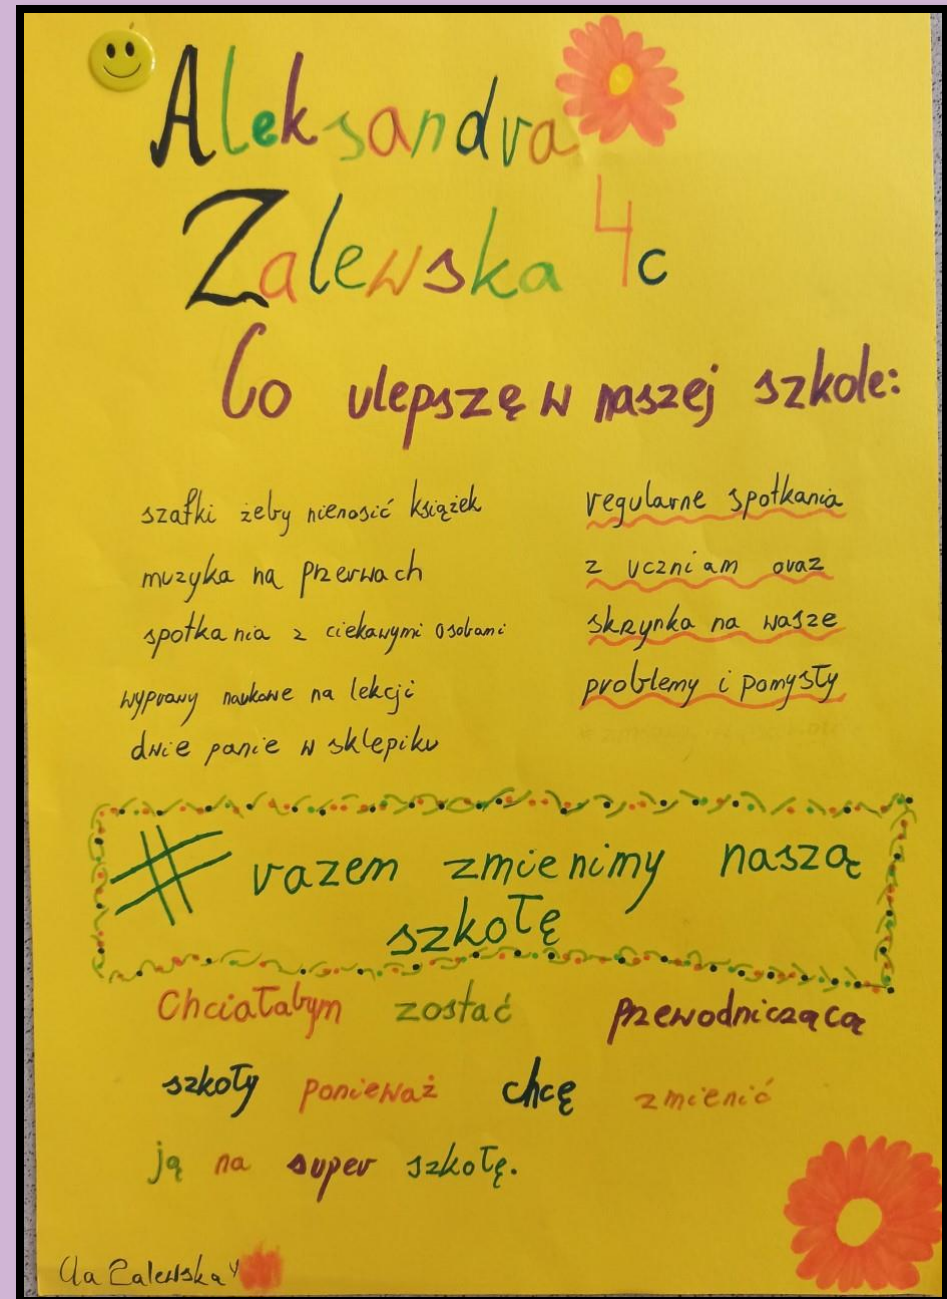 Aleksandra
Zalewska 4c
Co ulepszę w naszej szkole:
szafki żeby nienosić książek
muzyka na przerwach
spotkania z ciekawymi osobami
wyprawy naukowe na lekcji
dwie panie w sklepiku
regularne spotkania
z uczniam oraz
skrzynka na wasze
problemy i pomysły
# razem zmienimy naszą
szkołę
Chciałabym zostać przewodniczącą
szkoły ponieważ chcę zmienić
ją na super szkołę.
Ola Zalewska